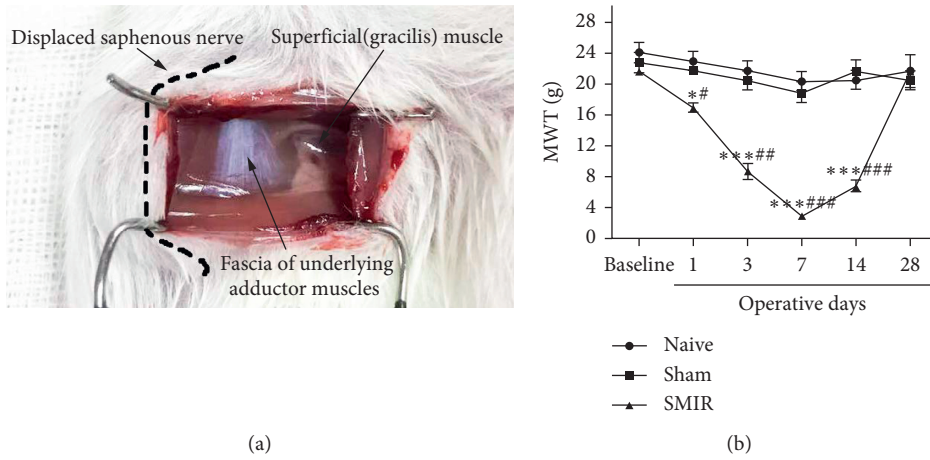 Displaced saphenous nerve
Superficial(gracilis) muscle
Fascia of underlying
adductor muscles
(a)
MWT (g)
28
24
20
16
12
8
4
0
*#
***##
***###
***###
Baseline 1 3 7 14 28
Operative days
Naive
Sham
SMIR
(b)